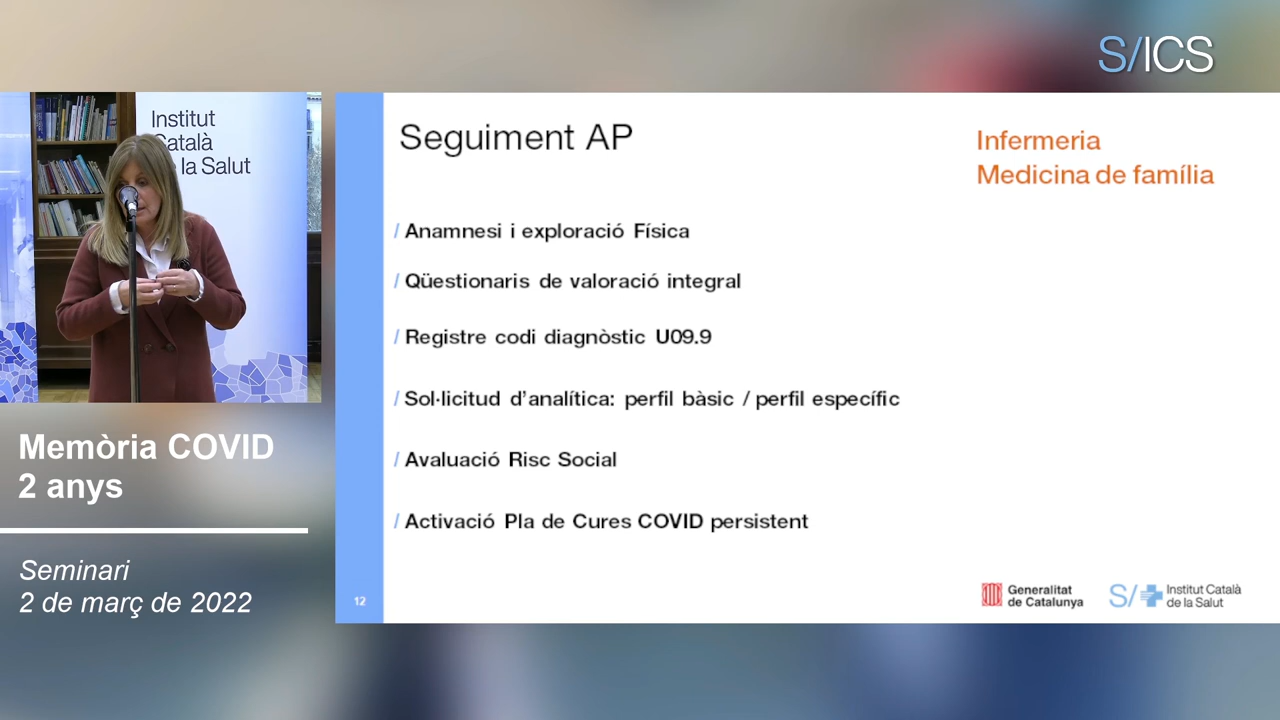 S/ICS
Institut
Català
la Salut
Memòria COVID
2 anys
Seminari
2 de març de 2022
Seguiment AP
Infermeria
Medicina de família
/ Anamnesi i exploració Física
/ Qüestionaris de valoració integral
/ Registre codi diagnòstic U09.9
/ Sol·licitud d’analítica: perfil bàsic / perfil específic
/ Avaluació Risc Social
/ Activació Pla de Cures COVID persistent
12
Generalitat
de Catalunya
S/
Institut Català
de la Salut